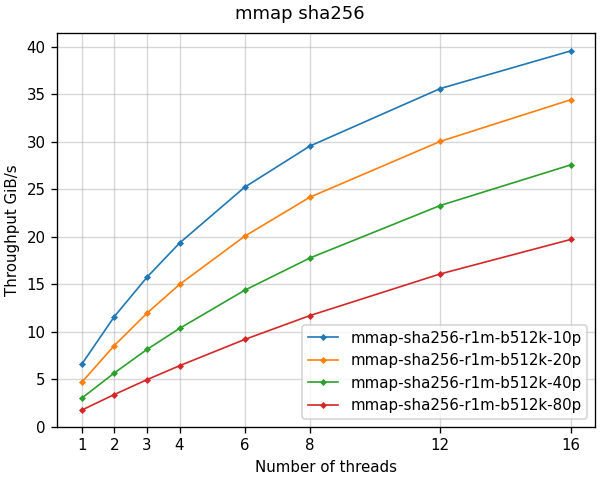 mmap sha256
40
35
30
25
20
15
10
5
0
Throughput GiB/s
mmap-sha256-r1m-b512k-10p
mmap-sha256-r1m-b512k-20p
mmap-sha256-r1m-b512k-40p
mmap-sha256-r1m-b512k-80p
1 2 3 4 6 8 12 16
Number of threads